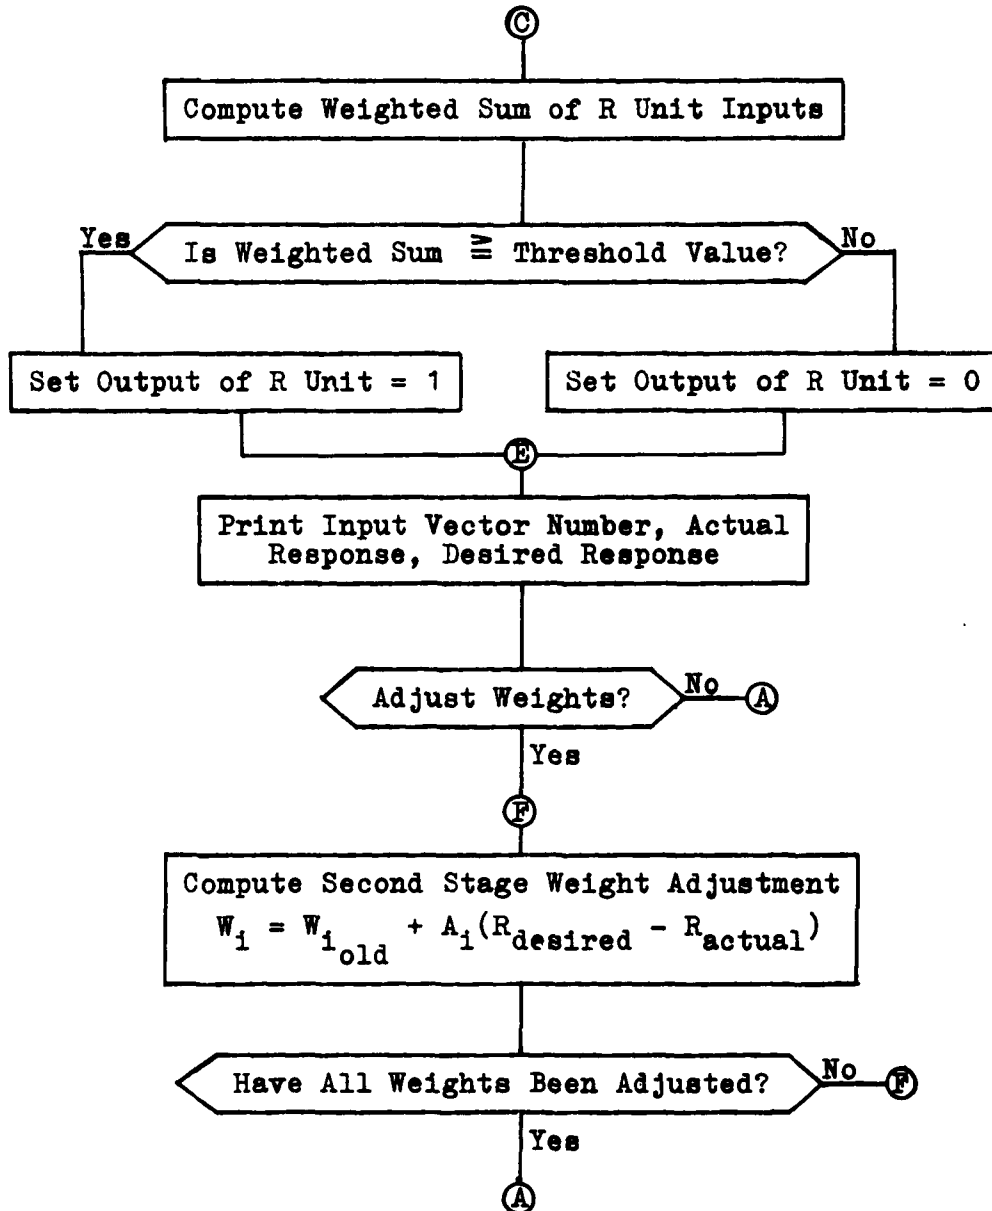 C
Compute Weighted Sum of R Unit Inputs
Yes
Is Weighted Sum ≧ Threshold Value?
No
Set Output of R Unit = 1
Set Output of R Unit = 0
E
Print Input Vector Number, Actual
Response, Desired Response
Adjust Weights?
No
A
Yes
F
Compute Second Stage Weight Adjustment
W_i = W_i_old + A_i(R_desired - R_actual)
Have All Weights Been Adjusted?
No
F
Yes
A